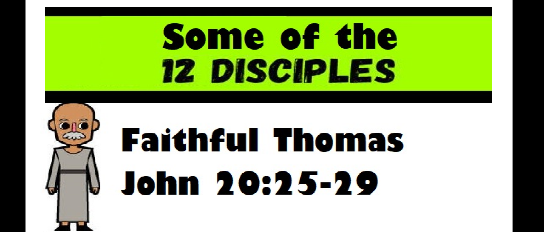 Some of the
12 DISCIPLES
Faithful Thomas
John 20:25-29